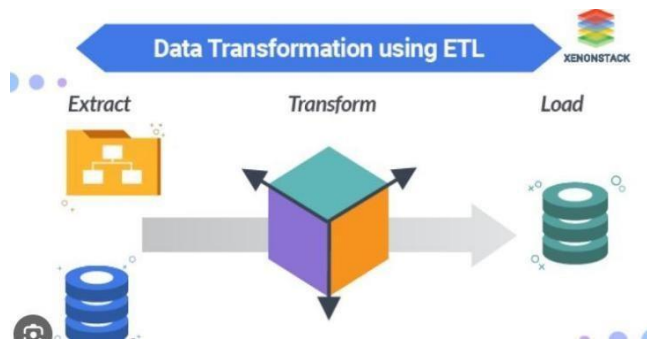 Data Transformation using ETL
XENONSTACK
Extract
Transform
Load